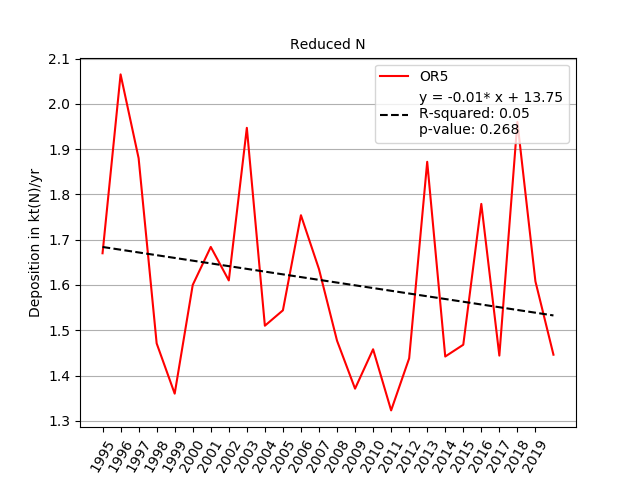 Reduced N
OR5
y = -0.01* x + 13.75
R-squared: 0.05
p-value: 0.268
Deposition in kt(N)/yr
2.1
2.0
1.9
1.8
1.7
1.6
1.5
1.4
1.3
1995 1996 1997 1998 1999 2000 2001 2002 2003 2004 2005 2006 2007 2008 2009 2010 2011 2012 2013 2014 2015 2016 2017 2018 2019